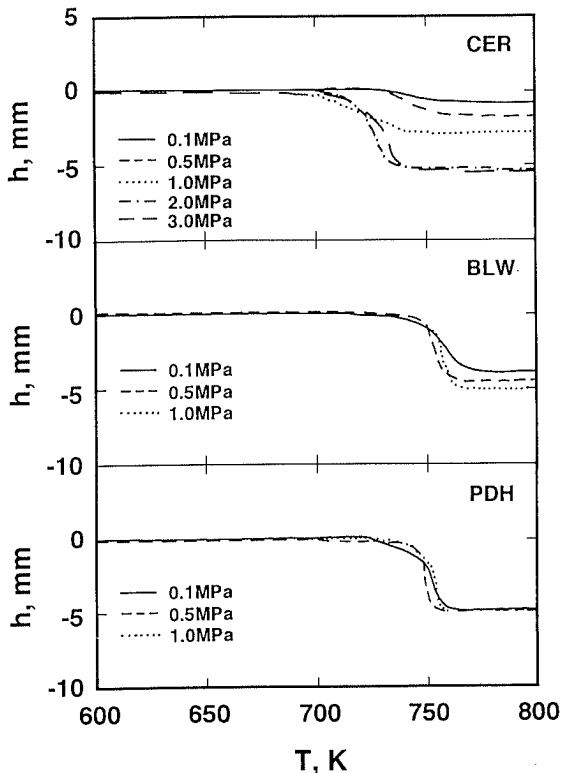 5
CER
0
h, mm
0.1MPa
0.5MPa
1.0MPa
2.0MPa
3.0MPa
-5
-10
BLW
0
h, mm
0.1MPa
0.5MPa
1.0MPa
-5
-10
PDH
0
h, mm
0.1MPa
0.5MPa
1.0MPa
-5
-10
600 650 700 750 800
T, K